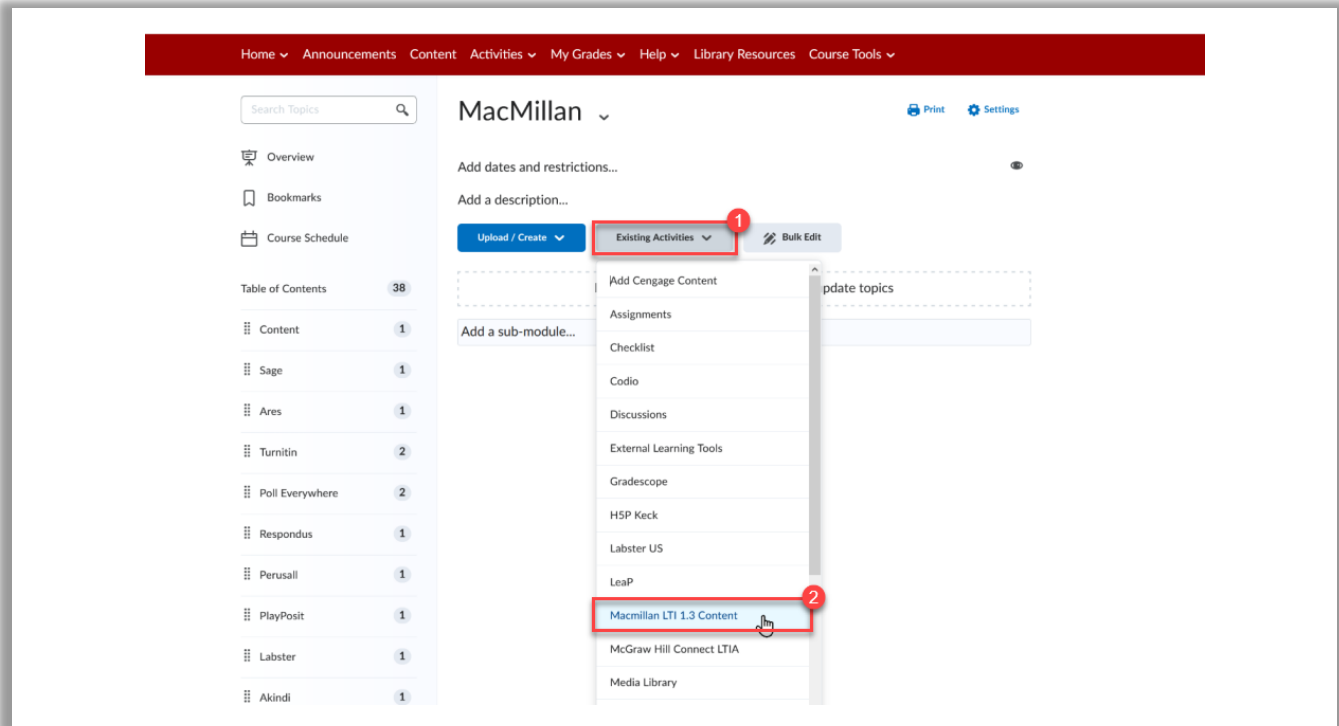 Home Announcements Content Activities My Grades Help Library Resources Course Tools
Search Topics
Overview
Bookmarks
Course Schedule
Table of Contents 38
Content 1
Sage 1
Ares 1
Turnitin 2
Poll Everywhere 2
Respondus 1
Perusall 1
PlayPosit 1
Labster 1
Akindi 1
MacMillan
Print Settings
Add dates and restrictions...
Add a description...
1
Upload / Create Existing Activities Bulk Edit
pdate topics
Add a sub-module...
Add Cengage Content
Assignments
Checklist
Codio
Discussions
External Learning Tools
Gradescope
H5P Keck
Labster US
LeaP
2
Macmillan LTI 1.3 Content
McGraw Hill Connect LTIA
Media Library